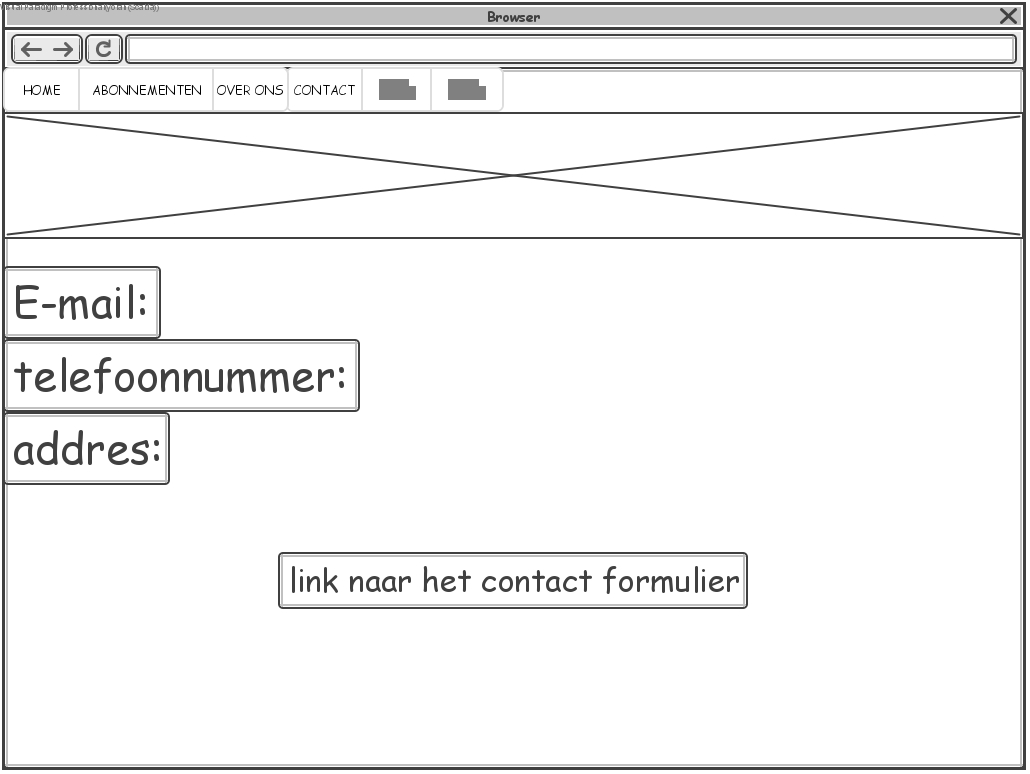 Browser
HOME ABONNEMENTEN OVER ONS CONTACT
E-mail:
telefoonnummer:
addres:
link naar het contact formulier